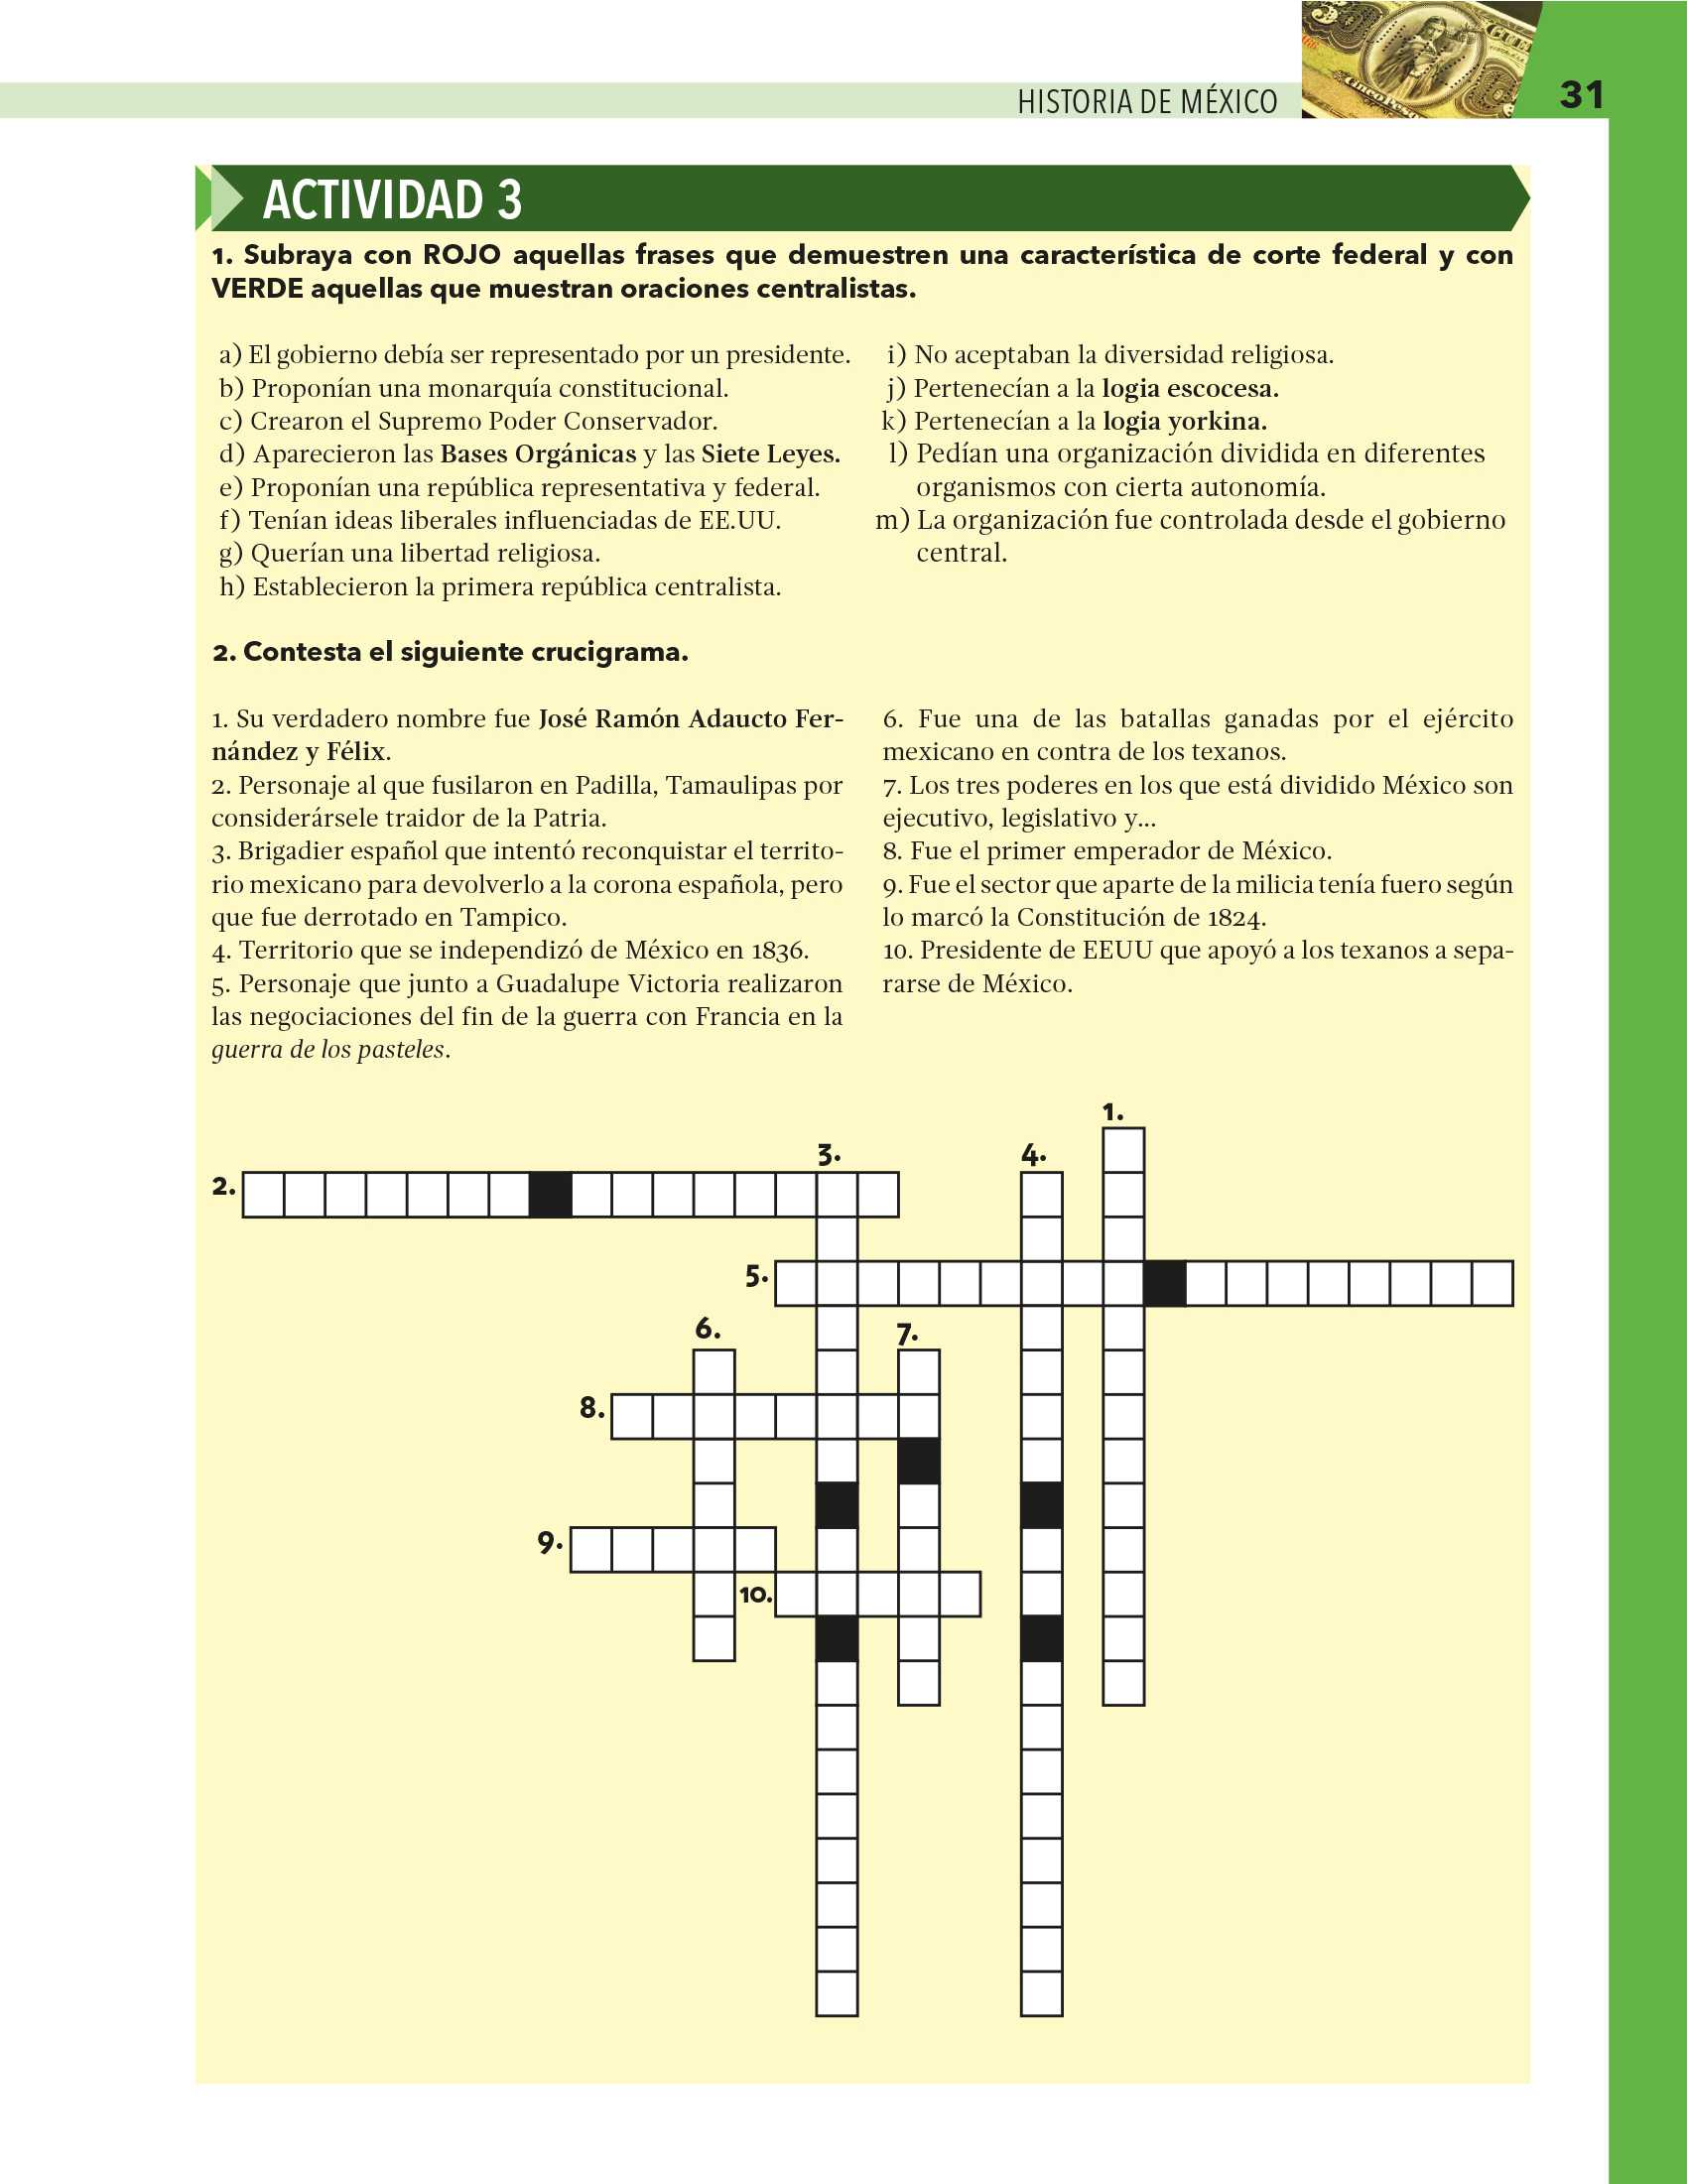 HISTORIA DE MÉXICO
31
ACTIVIDAD 3
1. Subraya con ROJO aquellas frases que demuestren una característica de corte federal y con
VERDE aquellas que muestran oraciones centralistas.
a) El gobierno debía ser representado por un presidente.
b) Proponían una monarquía constitucional.
c) Crearon el Supremo Poder Conservador.
d) Aparecieron las Bases Orgánicas y las Siete Leyes.
e) Proponían una república representativa y federal.
f) Tenían ideas liberales influenciadas de EE.UU.
g) Querían una libertad religiosa.
h) Establecieron la primera república centralista.
i) No aceptaban la diversidad religiosa.
j) Pertenecían a la logia escocesa.
k) Pertenecían a la logia yorkina.
l) Pedían una organización dividida en diferentes
organismos con cierta autonomía.
m) La organización fue controlada desde el gobierno
central.
2. Contesta el siguiente crucigrama.
1. Su verdadero nombre fue José Ramón Adaucto Fer-
nández y Félix.
2. Personaje al que fusilaron en Padilla, Tamaulipas por
considerársele traidor de la Patria.
3. Brigadier español que intentó reconquistar el territo-
rio mexicano para devolverlo a la corona española, pero
que fue derrotado en Tampico.
4. Territorio que se independizó de México en 1836.
5. Personaje que junto a Guadalupe Victoria realizaron
las negociaciones del fin de la guerra con Francia en la
guerra de los pasteles.
6. Fue una de las batallas ganadas por el ejército
mexicano en contra de los texanos.
7. Los tres poderes en los que está dividido México son
ejecutivo, legislativo y...
8. Fue el primer emperador de México.
9. Fue el sector que aparte de la milicia tenía fuero según
lo marcó la Constitución de 1824.
10. Presidente de EEUU que apoyó a los texanos a sepa-
rarse de México.
1.
3.
4.
2.
5.
6.
7.
8.
9.
10.